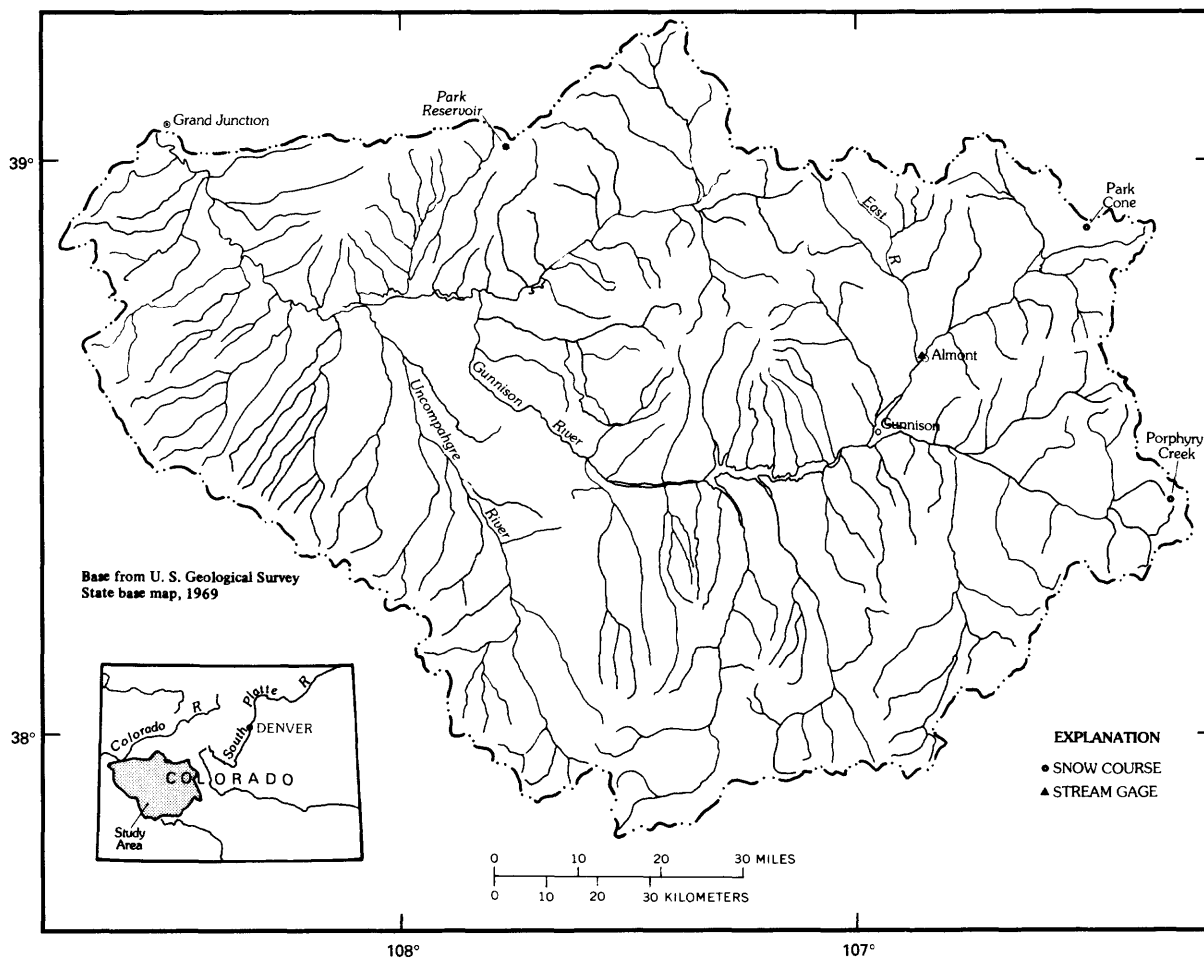 Grand Junction
Park
Reservoir
39°
39°
Park
Cone
East
R
Almont
Gunnison
River
Uncompahgre
River
Gunnison
Porphyry
Creek
Base from U. S. Geological Survey
State base map, 1969
38°
38°
Colorado R
South Platte R
DENVER
COLORADO
Study
Area
EXPLANATION
SNOW COURSE
STREAM GAGE
0 10 20 30 MILES
0 10 20 30 KILOMETERS
108°
107°